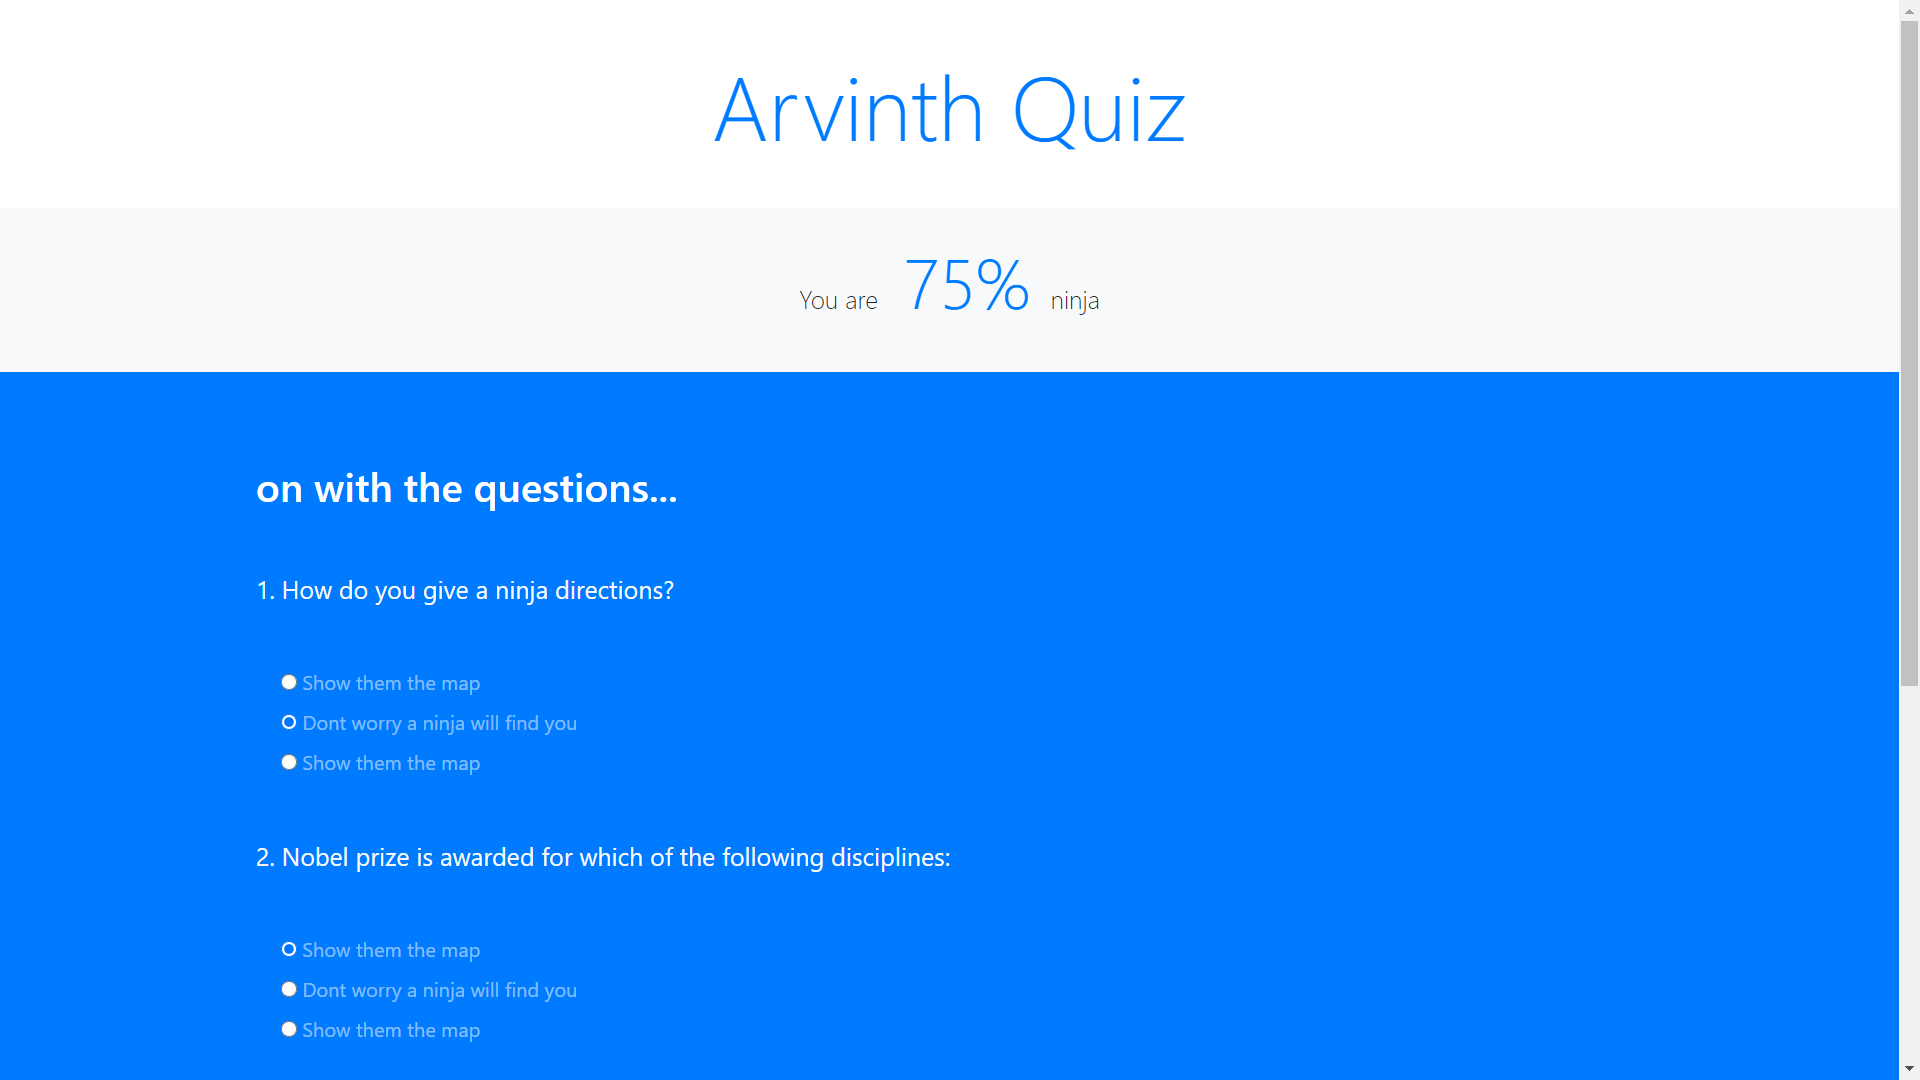 Arvinth Quiz
You are 75% ninja
on with the questions...
1. How do you give a ninja directions?
Show them the map
Dont worry a ninja will find you
Show them the map
2. Nobel prize is awarded for which of the following disciplines:
Show them the map
Dont worry a ninja will find you
Show them the map